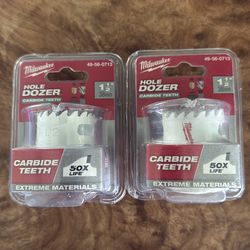 Milwaukee
49-56-0713
HOLE
DOZER
CARBIDE TEETH
CARBIDE
TEETH
50X
LIFE
EXTREME MATERIALS
Milwaukee
49-56-0713
HOLE
DOZER
CARBIDE TEETH
CARBIDE
TEETH
50X
LIFE
EXTREME MATERIALS